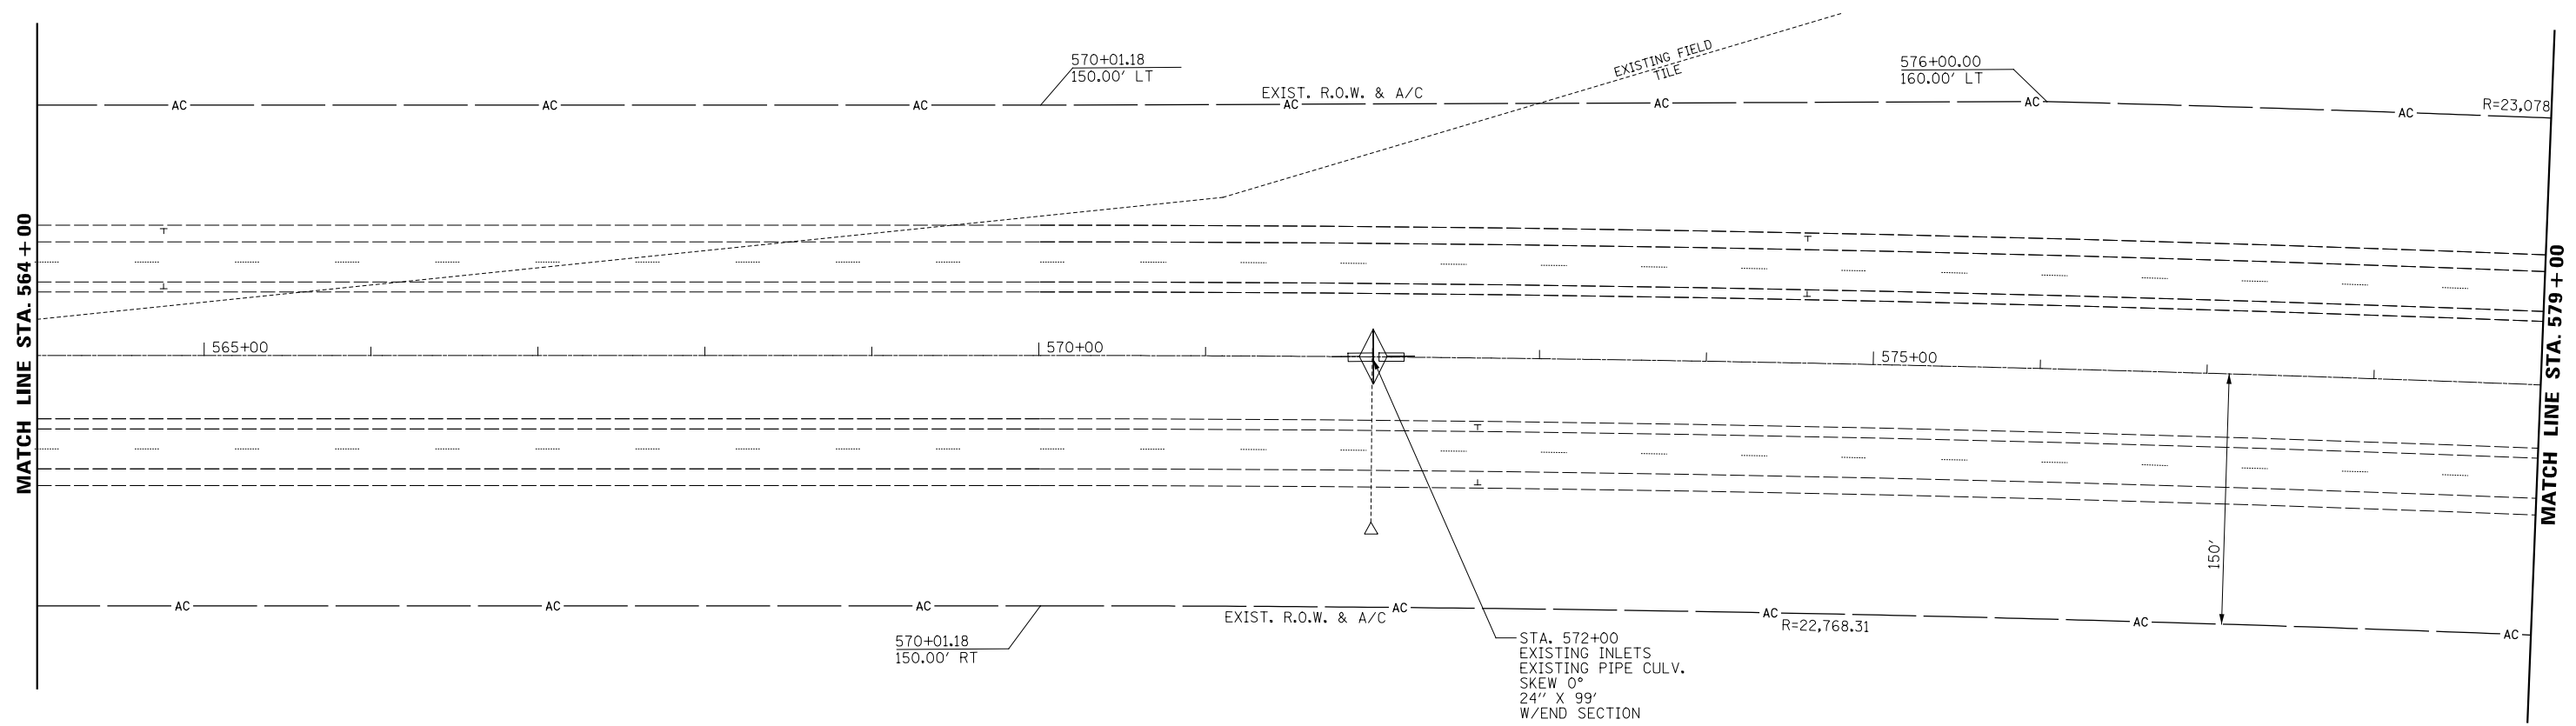 MATCH LINE STA. 564+00
570+01.18
150.00' LT
EXIST. R.O.W. & A/C
EXISTING FIELD
TILE
576+00.00
160.00' LT
R=23,078
AC
AC
AC
AC
AC
AC
AC
565+00
570+00
575+00
150'
MATCH LINE STA. 579+00
AC
AC
AC
AC
AC
AC
AC
EXIST. R.O.W. & A/C
R=22,768.31
570+01.18
150.00' RT
STA. 572+00
EXISTING INLETS
EXISTING PIPE CULV.
SKEW 0°
24" X 99'
W/END SECTION